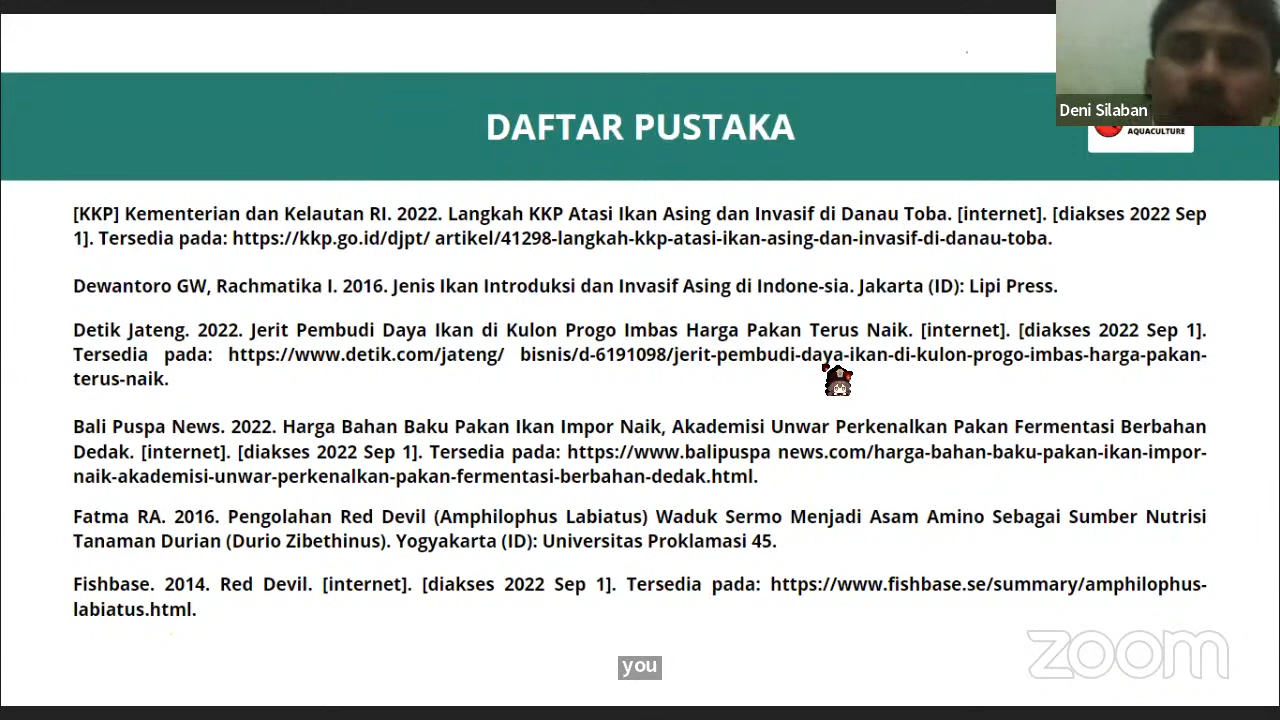 Deni Silaban
DAFTAR PUSTAKA
AQUACULTURE
[KKP] Kementerian dan Kelautan RI. 2022. Langkah KKP Atasi Ikan Asing dan Invasif di Danau Toba. [internet]. [diakses 2022 Sep
1]. Tersedia pada: https://kkp.go.id/djpt/ artikel/41298-langkah-kkp-atasi-ikan-asing-dan-invasif-di-danau-toba.
Dewantoro GW, Rachmatika I. 2016. Jenis Ikan Introduksi dan Invasif Asing di Indone-sia. Jakarta (ID): Lipi Press.
Detik Jateng. 2022. Jerit Pembudi Daya Ikan di Kulon Progo Imbas Harga Pakan Terus Naik. [internet]. [diakses 2022 Sep 1].
Tersedia pada: https://www.detik.com/jateng/ bisnis/d-6191098/jerit-pembudi-daya-ikan-di-kulon-progo-imbas-harga-pakan-
terus-naik.
Bali Puspa News. 2022. Harga Bahan Baku Pakan Ikan Impor Naik, Akademisi Unwar Perkenalkan Pakan Fermentasi Berbahan
Dedak. [internet]. [diakses 2022 Sep 1]. Tersedia pada: https://www.balipuspa news.com/harga-bahan-baku-pakan-ikan-impor-
naik-akademisi-unwar-perkenalkan-pakan-fermentasi-berbahan-dedak.html.
Fatma RA. 2016. Pengolahan Red Devil (Amphilophus Labiatus) Waduk Sermo Menjadi Asam Amino Sebagai Sumber Nutrisi
Tanaman Durian (Durio Zibethinus). Yogyakarta (ID): Universitas Proklamasi 45.
Fishbase. 2014. Red Devil. [internet]. [diakses 2022 Sep 1]. Tersedia pada: https://www.fishbase.se/summary/amphilophus-
labiatus.html.
zoom
you